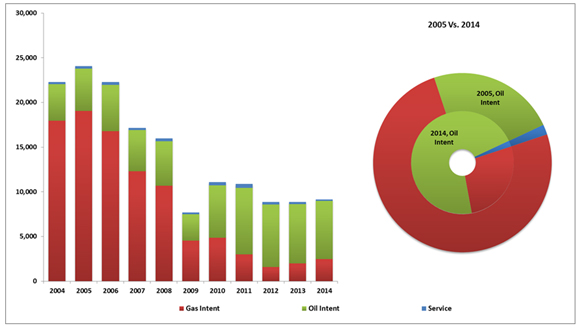 2005 Vs. 2014
30,000
25,000
20,000
15,000
10,000
5,000
0
2004 2005 2006 2007 2008 2009 2010 2011 2012 2013 2014
2005, Oil
Intent
2014, Oil
Intent
Gas Intent Oil Intent Service